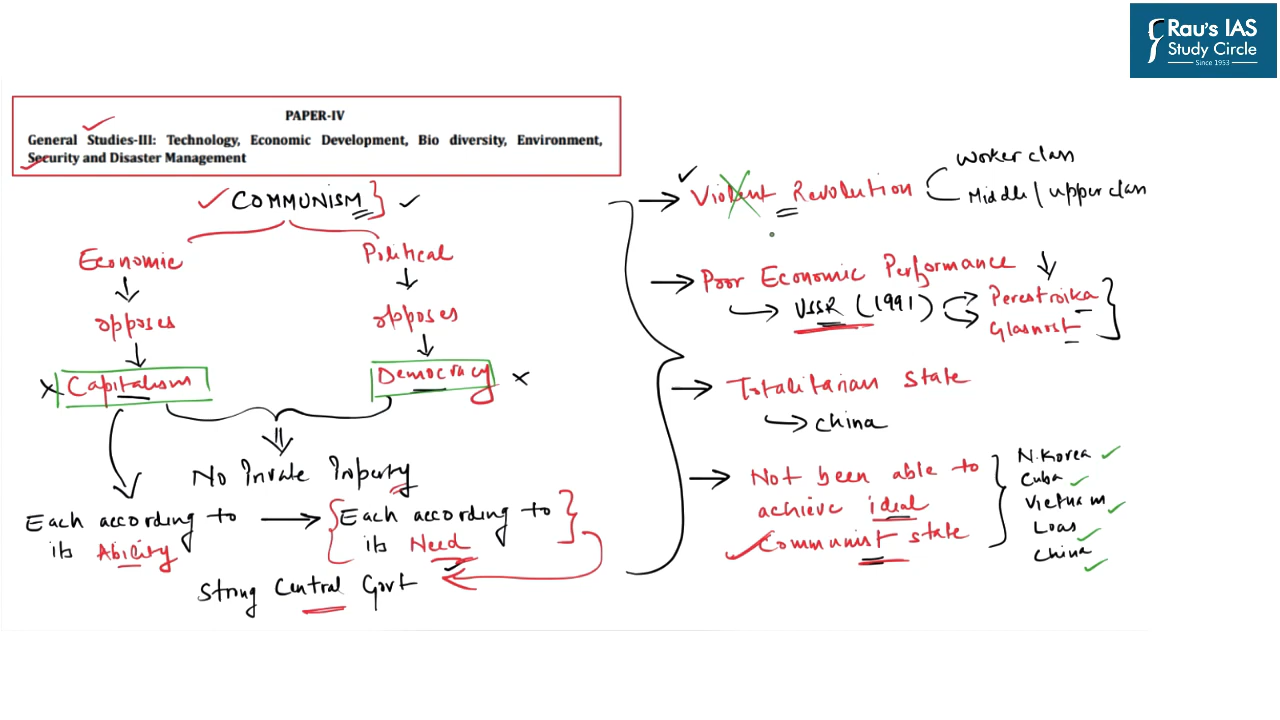 Rau's IAS
Study Circle
Since 1953
PAPER-IV
General Studies-III: Technology, Economic Development, Bio diversity, Environment,
Security and Disaster Management
COMMUNISM
Economic
Political
opposes
opposes
Capitalism
Democracy
No Private Property
Each according to
its Ability
Each according to
its Need
Strong Central Govt
Violent Revolution
Worker class
Middle / upper class
Poor Economic Performance
USSR (1991)
Perestroika
Glasnost
Totalitarian state
China
Not been able to
achieve ideal
Communist state
N. Korea
Cuba
Vietnam
Loas
China